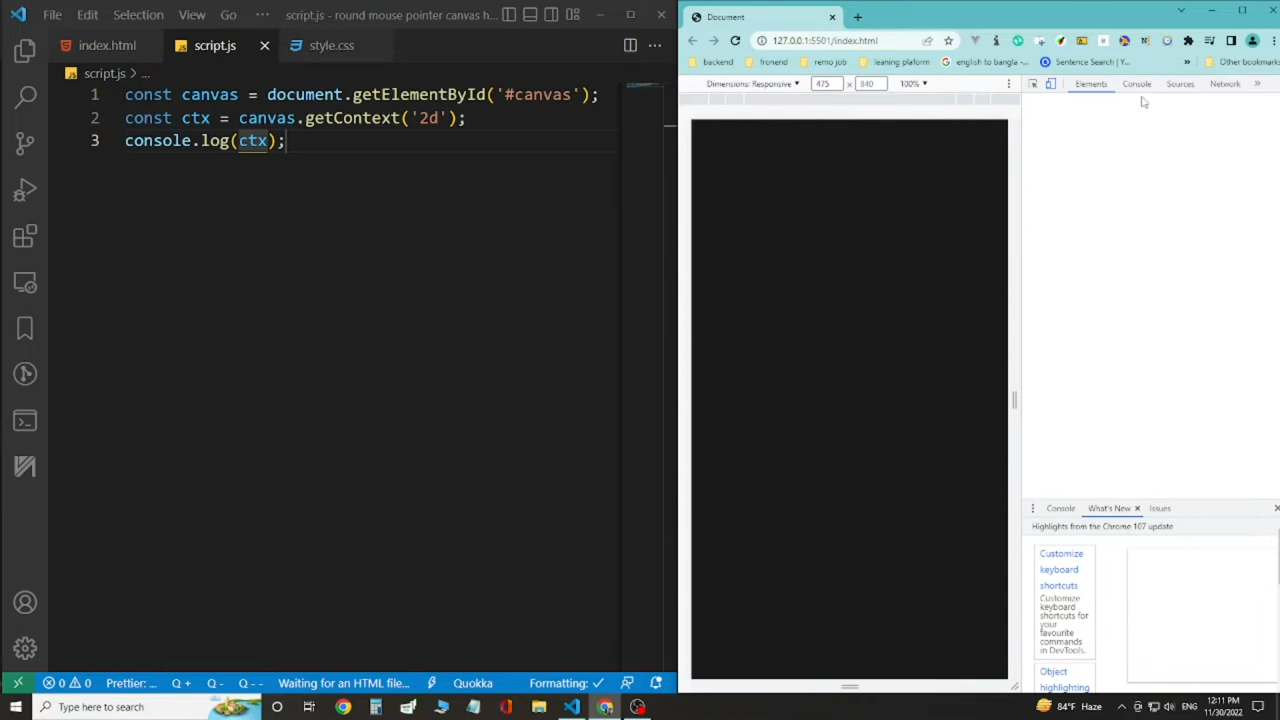 File Edit Selection View Go ··· script.js - round mouse pointer canvas h...
index.html script.js style.css
script.js > ...
const canvas = document.getElementById('#canvas');
2 const ctx = canvas.getContext('2d');
3 console.log(ctx);
0 0 Prettier: ... Q + Q - Q - - Waiting for an HTML file... Quokka Formatting:
Document
127.0.0.1:5501/index.html
backend fronend remo job leaning plaform english to bangla -... Sentence Search | Y... » Other bookmarks
Dimensions: Responsive 475 × 840 100%
Elements Console Sources Network »
Console What's New Issues
Highlights from the Chrome 107 update
Customize
keyboard
shortcuts
Customize
keyboard
shortcuts for
your
favourite
commands
in DevTools.
Object
highlighting
Type here to search
84°F Haze ENG 12:11 PM
11/30/2022